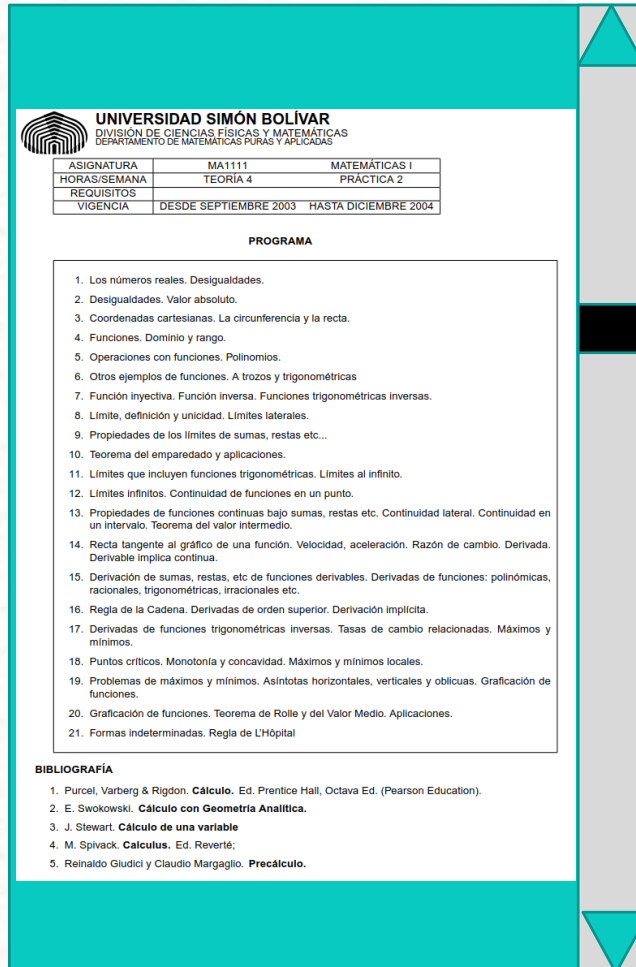 UNIVERSIDAD SIMÓN BOLÍVAR
DIVISIÓN DE CIENCIAS FÍSICAS Y MATEMÁTICAS
DEPARTAMENTO DE MATEMÁTICAS PURAS Y APLICADAS
ASIGNATURA MA1111 MATEMÁTICAS I
HORAS/SEMANA TEORÍA 4 PRÁCTICA 2
REQUISITOS
VIGENCIA DESDE SEPTIEMBRE 2003 HASTA DICIEMBRE 2004
PROGRAMA
1. Los números reales. Desigualdades.
2. Desigualdades. Valor absoluto.
3. Coordenadas cartesianas. La circunferencia y la recta.
4. Funciones. Dominio y rango.
5. Operaciones con funciones. Polinomios.
6. Otros ejemplos de funciones. A trozos y trigonométricas
7. Función inyectiva. Función inversa. Funciones trigonométricas inversas.
8. Límite, definición y unicidad. Límites laterales.
9. Propiedades de los límites de sumas, restas etc...
10. Teorema del emparedado y aplicaciones.
11. Límites que incluyen funciones trigonométricas. Límites al infinito.
12. Límites infinitos. Continuidad de funciones en un punto.
13. Propiedades de funciones continuas bajo sumas, restas etc. Continuidad lateral. Continuidad en
un intervalo. Teorema del valor intermedio.
14. Recta tangente al gráfico de una función. Velocidad, aceleración. Razón de cambio. Derivada.
Derivable implica continua.
15. Derivación de sumas, restas, etc de funciones derivables. Derivadas de funciones: polinómicas,
racionales, trigonométricas, irracionales etc.
16. Regla de la Cadena. Derivadas de orden superior. Derivación implícita.
17. Derivadas de funciones trigonométricas inversas. Tasas de cambio relacionadas. Máximos y
mínimos.
18. Puntos críticos. Monotonía y concavidad. Máximos y mínimos locales.
19. Problemas de máximos y mínimos. Asíntotas horizontales, verticales y oblicuas. Graficación de
funciones.
20. Graficación de funciones. Teorema de Rolle y del Valor Medio. Aplicaciones.
21. Formas indeterminadas. Regla de L'Hôpital
BIBLIOGRAFÍA
1. Purcel, Varberg & Rigdon. Cálculo. Ed. Prentice Hall, Octava Ed. (Pearson Education).
2. E. Swokowski. Cálculo con Geometría Analítica.
3. J. Stewart. Cálculo de una variable
4. M. Spivack. Calculus. Ed. Reverté;
5. Reinaldo Giudici y Claudio Margaglio. Precálculo.